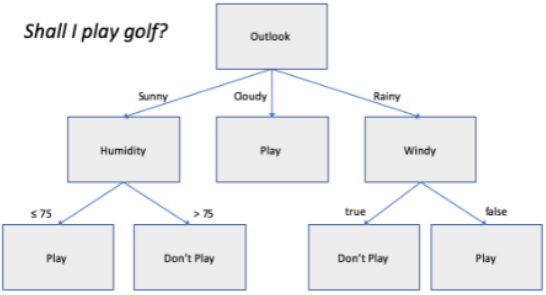 Shall I play golf?
Outlook
Sunny
Cloudy
Rainy
Humidity
Play
Windy
≤ 75
> 75
true
false
Play
Don't Play
Don't Play
Play